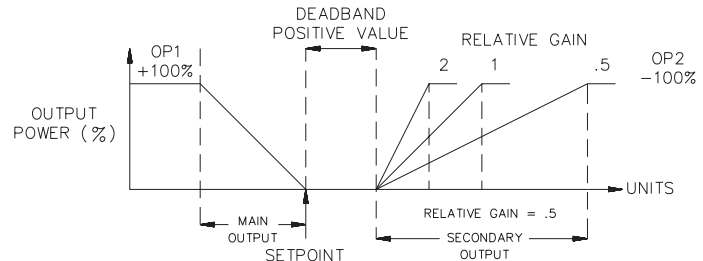 DEADBAND
POSITIVE VALUE
RELATIVE GAIN
OP1
+100%
2
1
.5
OP2
-100%
OUTPUT
POWER (%)
UNITS
MAIN
OUTPUT
SETPOINT
RELATIVE GAIN = .5
SECONDARY
OUTPUT